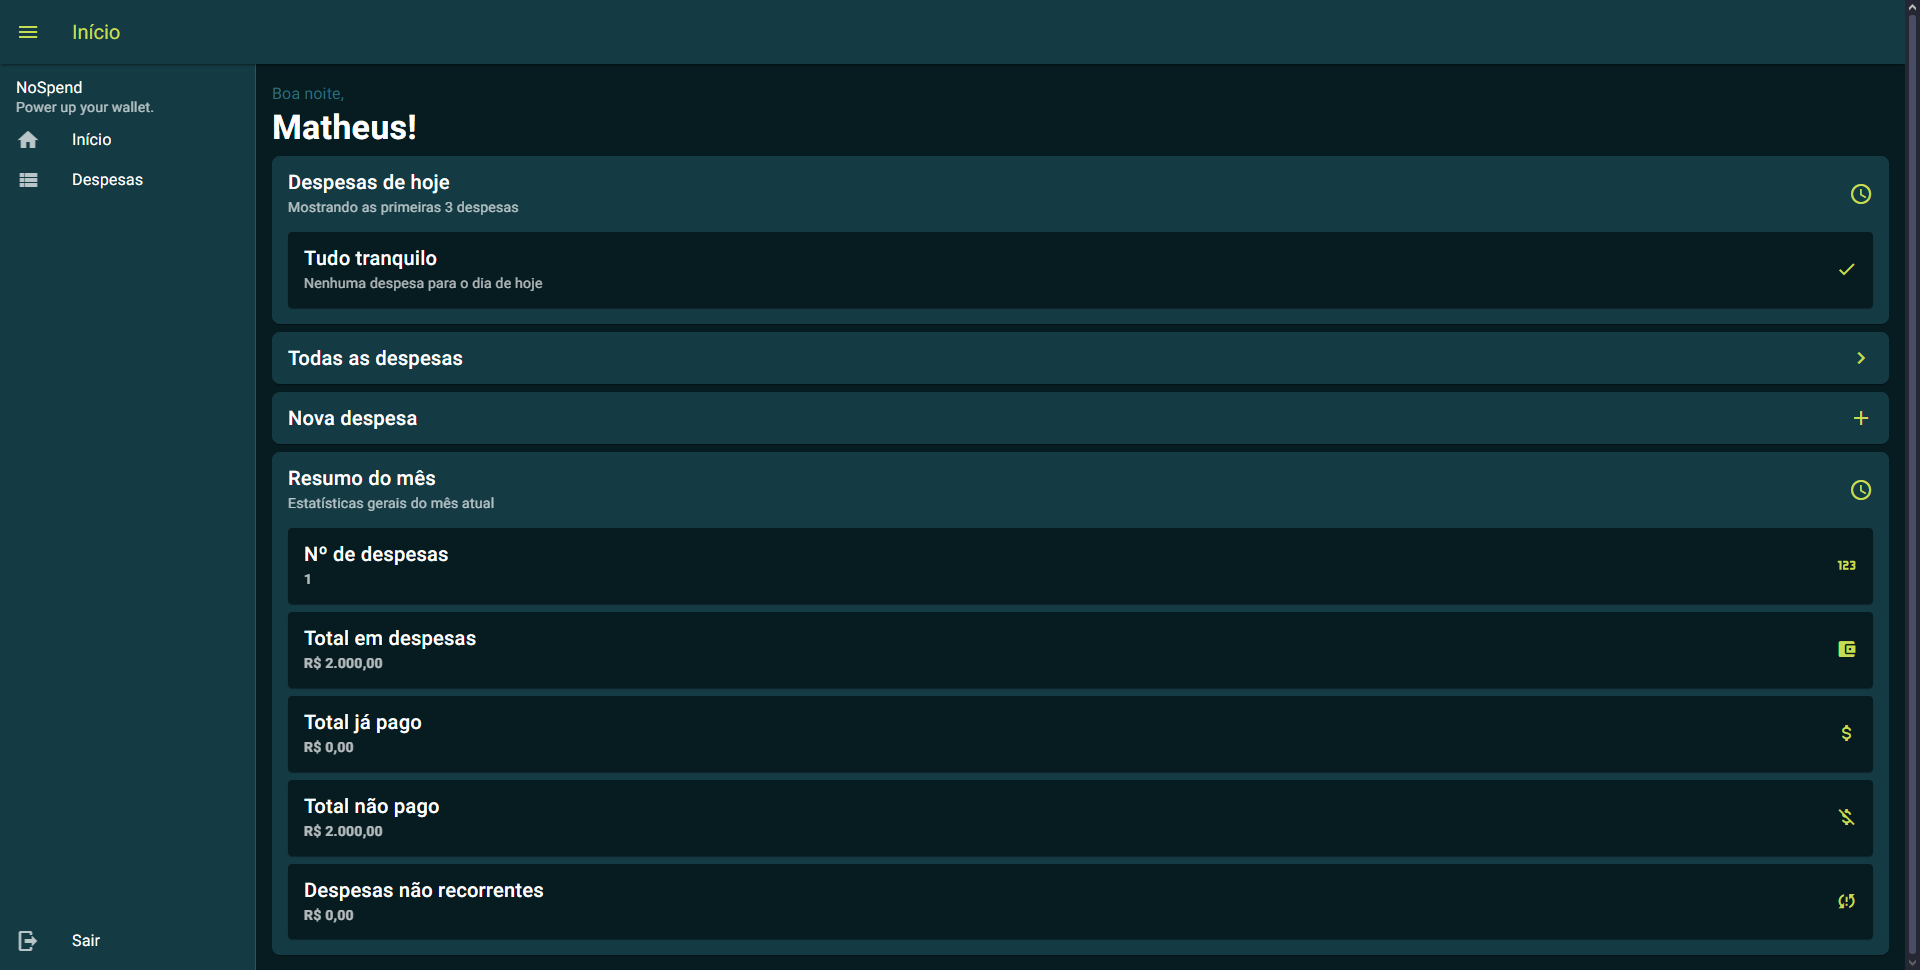 Início
NoSpend
Power up your wallet.
Início
Despesas
Sair
Boa noite,
Matheus!
Despesas de hoje
Mostrando as primeiras 3 despesas
Tudo tranquilo
Nenhuma despesa para o dia de hoje
Todas as despesas
Nova despesa
Resumo do mês
Estatísticas gerais do mês atual
Nº de despesas
1
123
Total em despesas
R$ 2.000,00
Total já pago
R$ 0,00
$
Total não pago
R$ 2.000,00
Despesas não recorrentes
R$ 0,00